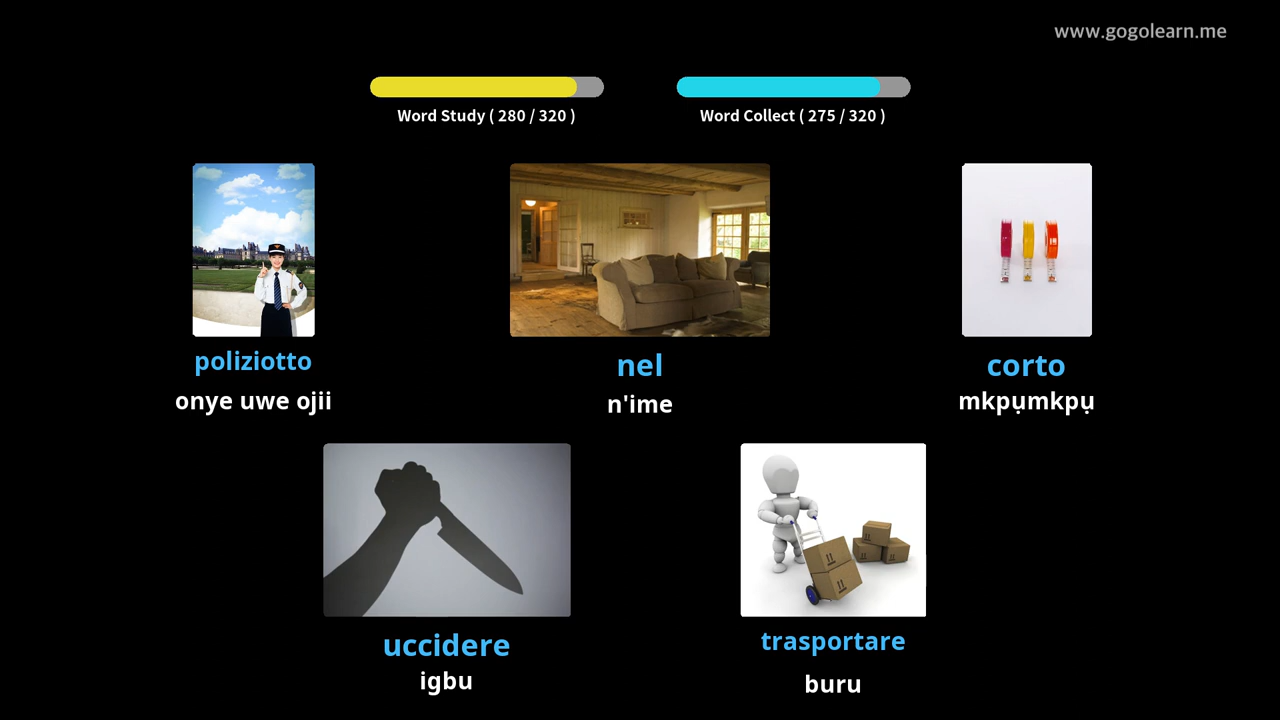 www.gogolearn.me
Word Study ( 280 / 320 )
Word Collect ( 275 / 320 )
poliziotto
onye uwe ojii
nel
n'ime
corto
mkpụmkpụ
uccidere
igbu
trasportare
buru